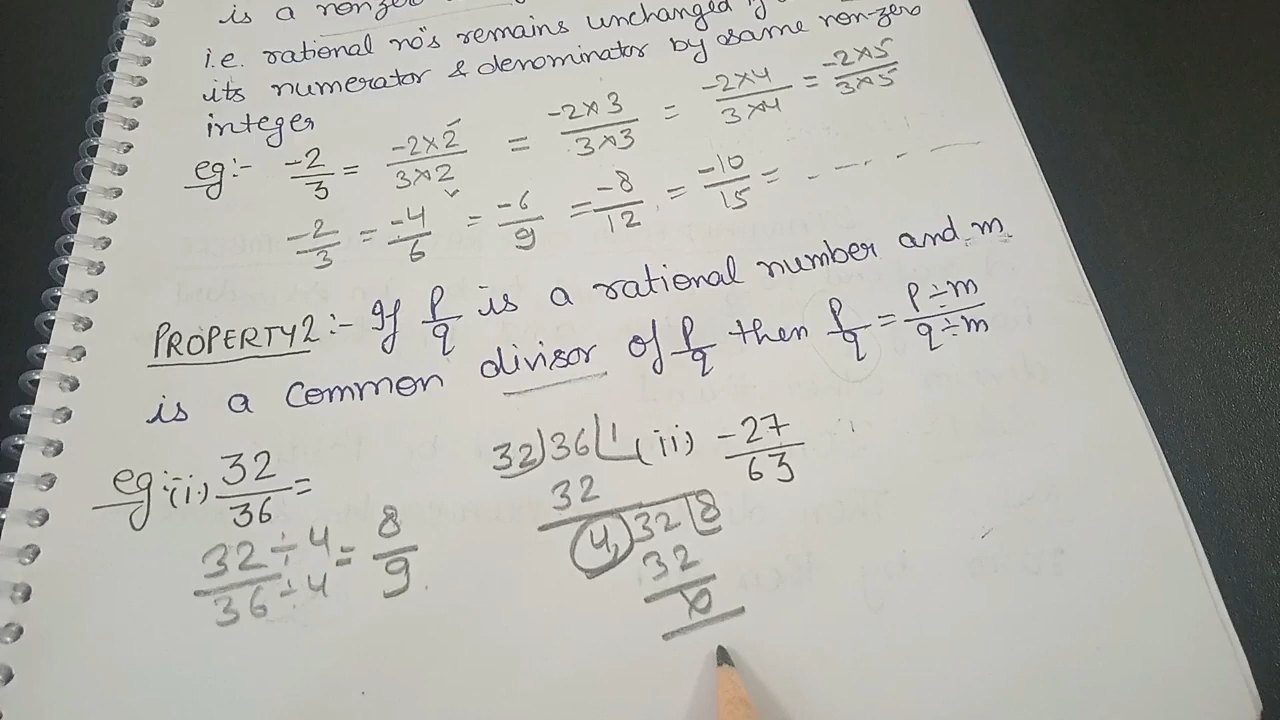 is a nonzero
i.e. rational no's remains unchanged
its numerator & denominator by same non-zero
integer
eg:- -2/3 = -2×2/3×2 = -2×3/3×3 = -2×4/3×4 = -2×5/3×5
-2/3 = -4/6 = -6/9 = -8/12 = -10/15 = - - - -
PROPERTY2:- If p/q is a rational number and m
is a common divisor of p/q then p/q = p÷m/q÷m
eg:(i) 32/36 =
32÷4/36÷4 = 8/9
32)36(1
32
4)32(8
32
0
(ii) -27/63